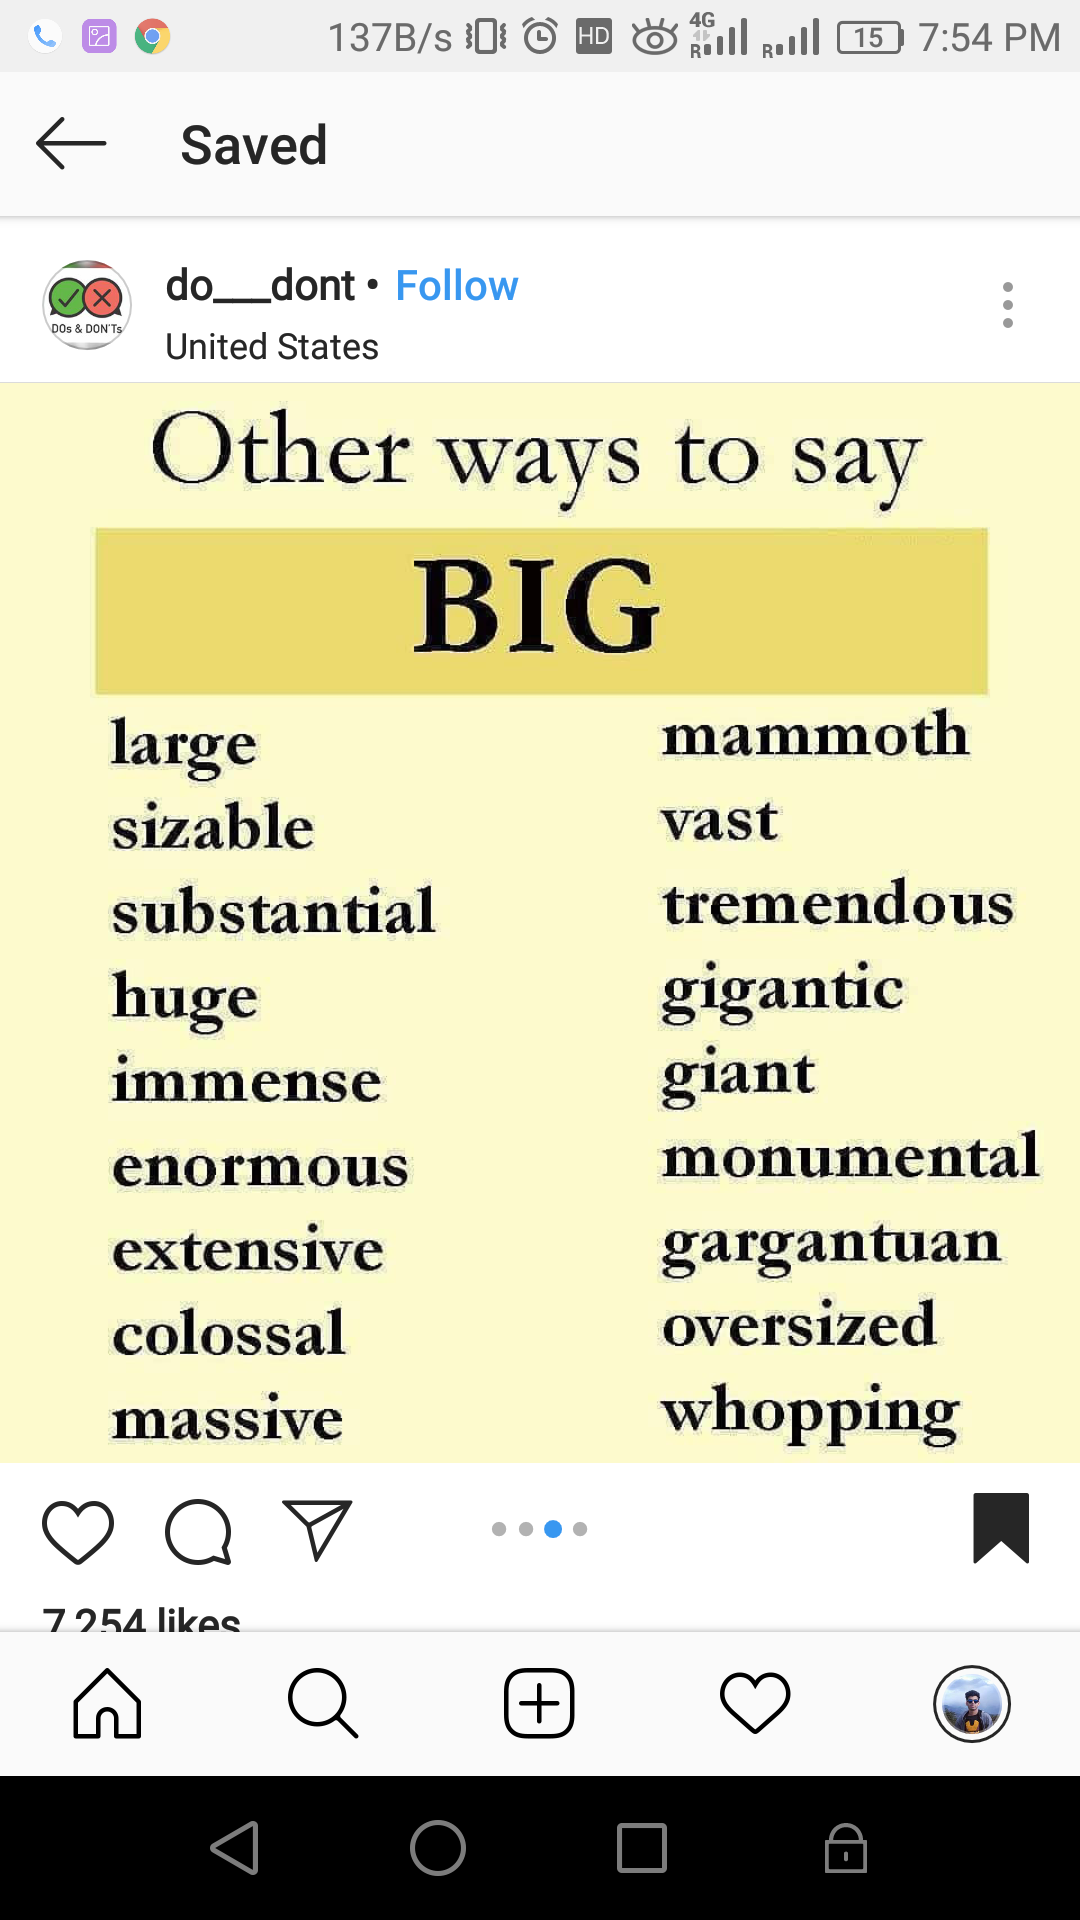 137B/s HD 4G R R 15 7:54 PM
Saved
do___dont • Follow
DOs & DON'Ts
United States
Other ways to say
BIG
large
sizable
substantial
huge
immense
enormous
extensive
colossal
massive
mammoth
vast
tremendous
gigantic
giant
monumental
gargantuan
oversized
whopping
7,254 likes